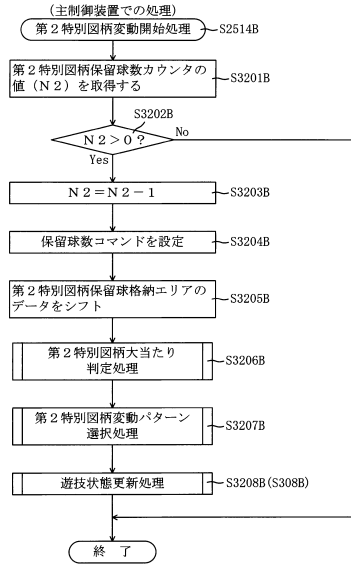 (主制御装置での処理)
第2特別図柄変動開始処理
S2514B
第2特別図柄保留球数カウンタの
値(N2)を取得する
S3201B
S3202B
N2>0?
No
Yes
N2=N2-1
S3203B
保留球数コマンドを設定
S3204B
第2特別図柄保留球格納エリアの
データをシフト
S3205B
第2特別図柄大当たり
判定処理
S3206B
第2特別図柄変動パターン
選択処理
S3207B
遊技状態更新処理
S3208B(S308B)
終 了